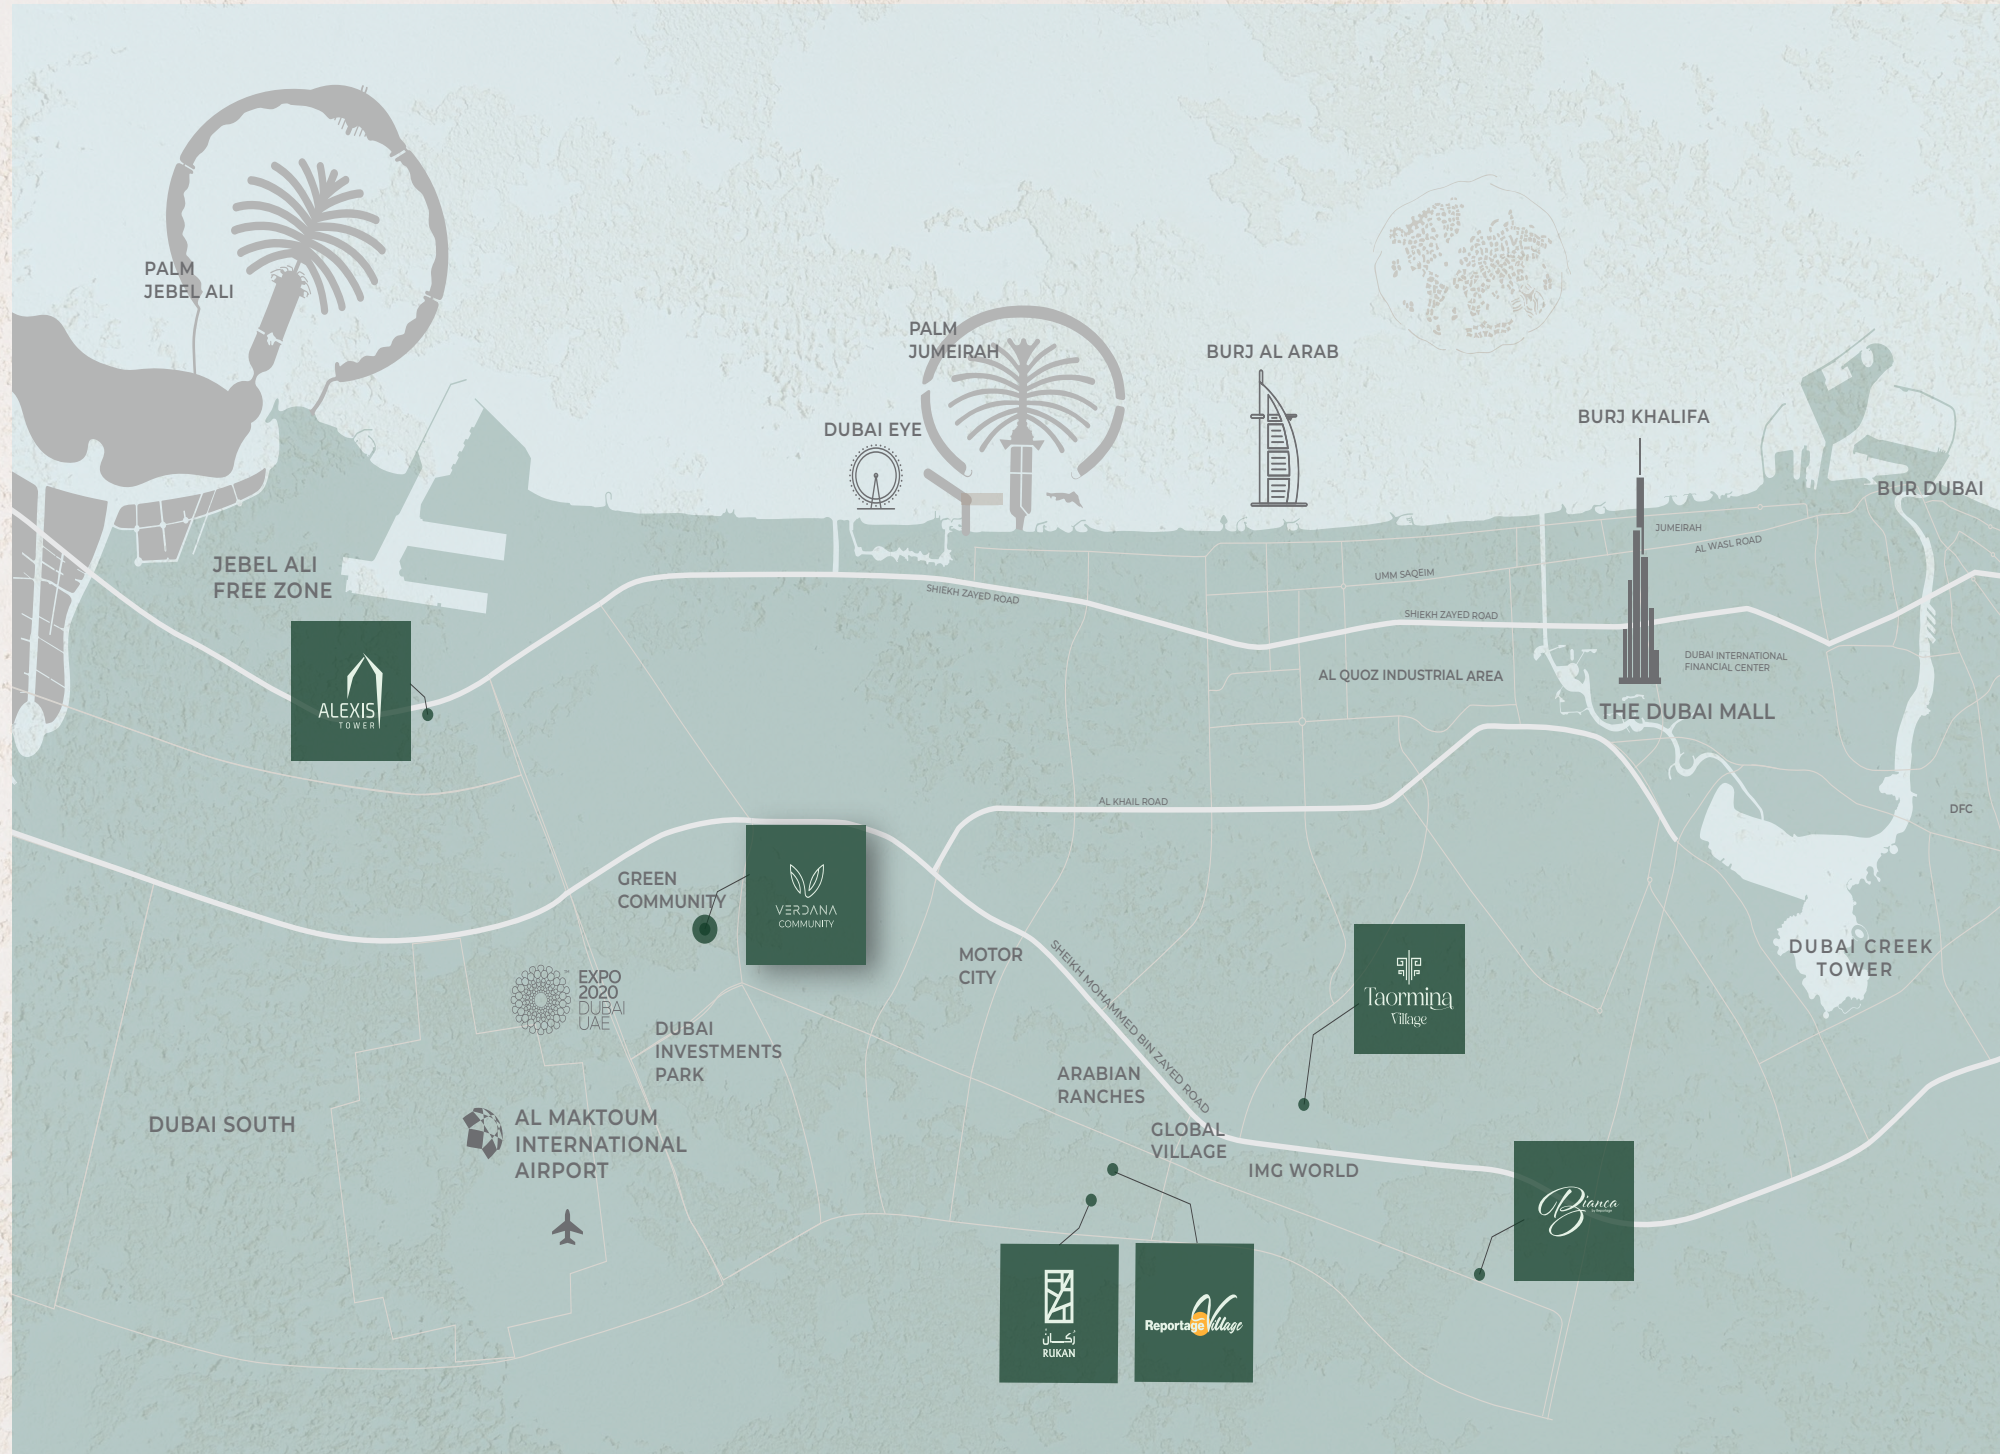 PALM
JEBEL ALI
PALM
JUMEIRAH
BURJ AL ARAB
DUBAI EYE
BURJ KHALIFA
BUR DUBAI
JUMEIRAH
AL WASL ROAD
JEBEL ALI
FREE ZONE
UMM SAQEIM
SHIEKH ZAYED ROAD
SHIEKH ZAYED ROAD
DUBAI INTERNATIONAL
FINANCIAL CENTER
AL QUOZ INDUSTRIAL AREA
ALEXIS
TOWER
THE DUBAI MALL
AL KHAIL ROAD
DFC
GREEN
COMMUNITY
VERDANA
COMMUNITY
MOTOR
CITY
SHEIKH MOHAMMED BIN ZAYED ROAD
DUBAI CREEK
TOWER
EXPO
2020
DUBAI
UAE
Taormina
Village
DUBAI
INVESTMENTS
PARK
ARABIAN
RANCHES
DUBAI SOUTH
AL MAKTOUM
INTERNATIONAL
AIRPORT
GLOBAL
VILLAGE
IMG WORLD
Bianca
by Reportage
رُكــانْ
RUKAN
Reportage Village